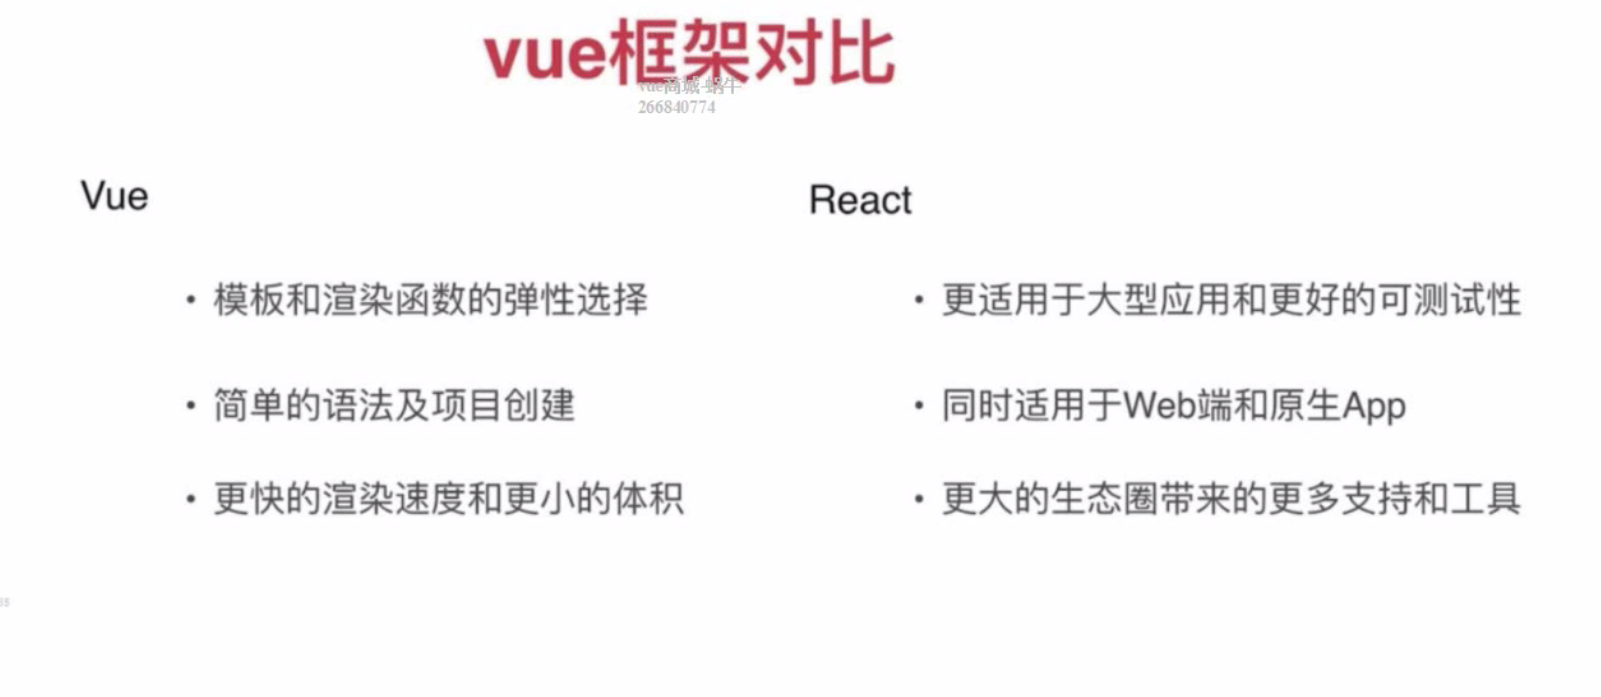 vue框架对比
vue商城-蜗牛
266840774
Vue
模板和渲染函数的弹性选择
简单的语法及项目创建
更快的渲染速度和更小的体积
React
更适用于大型应用和更好的可测试性
同时适用于Web端和原生App
更大的生态圈带来的更多支持和工具